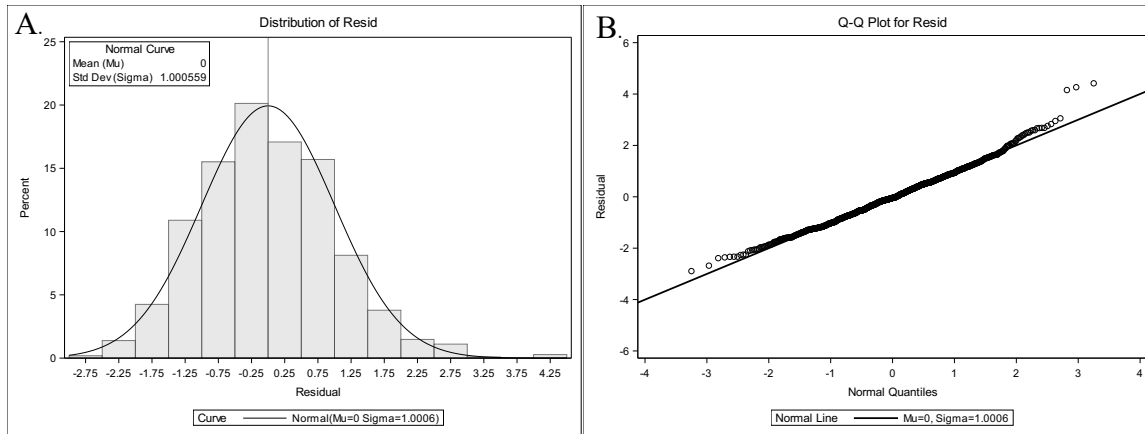 A.
Distribution of Resid
Normal Curve
Mean (Mu) 0
Std Dev (Sigma) 1.000559
25
20
15
10
5
0
Percent
-2.75 -2.25 -1.75 -1.25 -0.75 -0.25 0.25 0.75 1.25 1.75 2.25 2.75 3.25 3.75 4.25
Residual
Curve Normal(Mu=0 Sigma=1.0006)
B.
Q-Q Plot for Resid
6
4
2
0
-2
-4
-6
Residual
-4 -3 -2 -1 0 1 2 3 4
Normal Quantiles
Normal Line Mu=0, Sigma=1.0006